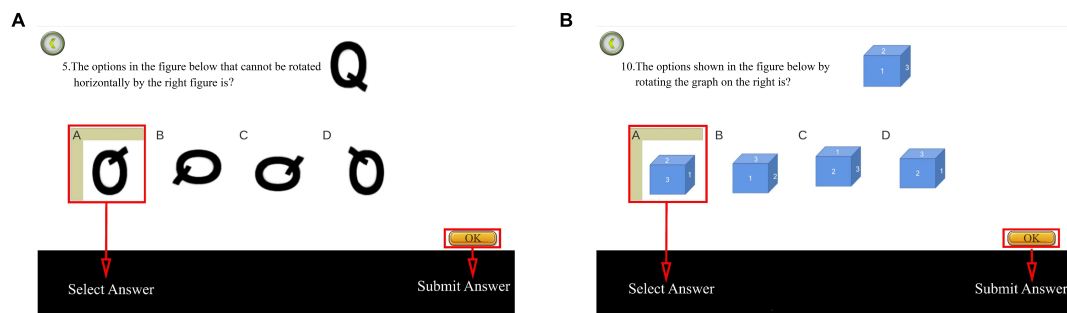 A
5.The options in the figure below that cannot be rotated
horizontally by the right figure is?
Q
A
B
C
D
Q
Q
Q
Q
OK
Select Answer
Submit Answer
B
10.The options shown in the figure below by
rotating the graph on the right is?
2
1
3
A
B
C
D
2
3
1
3
1
2
1
2
3
3
2
1
OK
Select Answer
Submit Answer